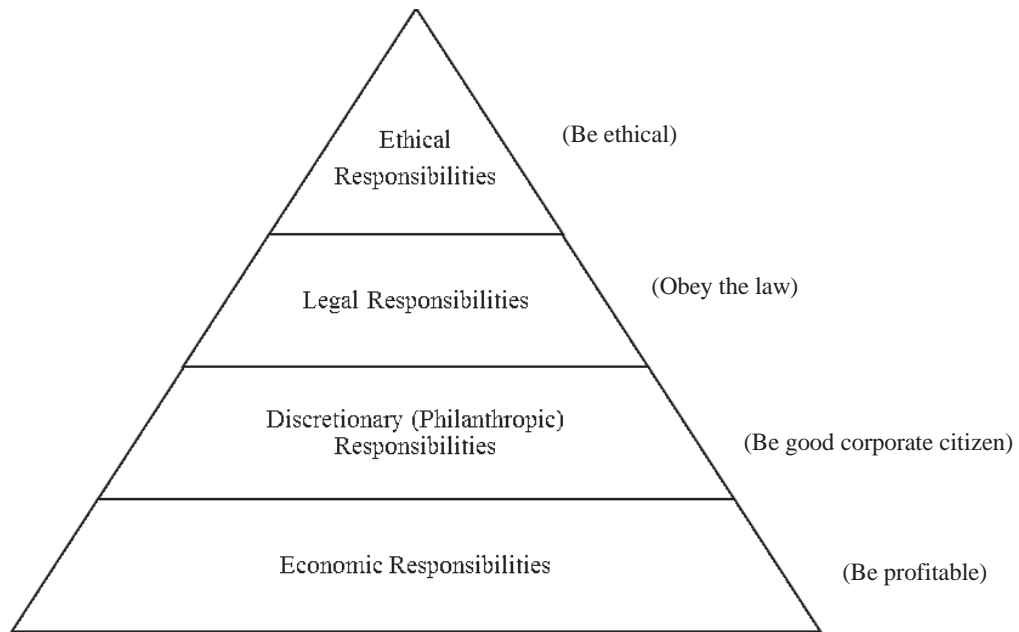 Ethical
Responsibilities
(Be ethical)
Legal Responsibilities
(Obey the law)
Discretionary (Philanthropic)
Responsibilities
(Be good corporate citizen)
Economic Responsibilities
(Be profitable)